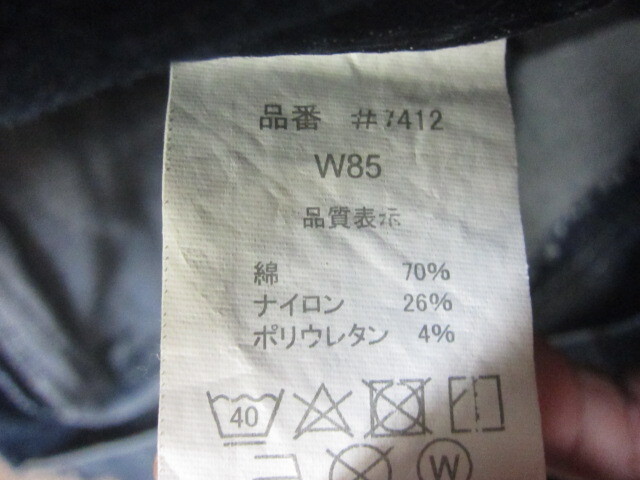 品番 #7412
W85
品質表示
綿 70%
ナイロン 26%
ポリウレタン 4%
40
W